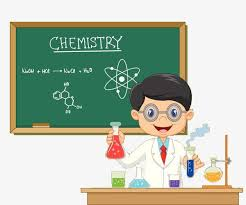 CHEMISTRY
NaOH + HCl → NaCl + H₂O